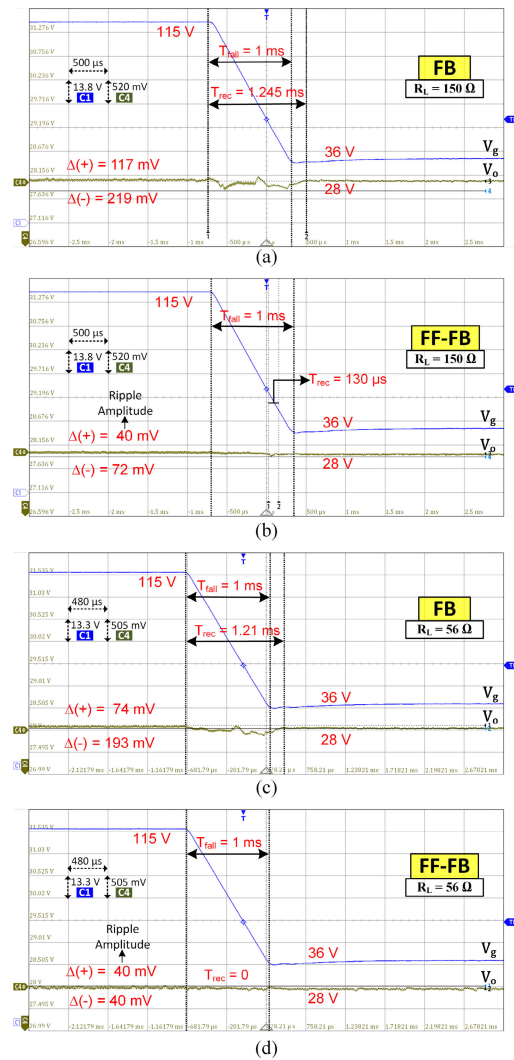 31.276 V
115 V
T
Tfall = 1 ms
FB
RL = 150 Ω
30.756 V
500 µs
30.236 V
13.8 V
520 mV
C1
C4
29.716 V
Trec = 1.245 ms
29.196 V
28.676 V
36 V
Vg
28.156 V
Δ(+) = 117 mV
Vo
28 V
27.636 V
Δ(-) = 219 mV
27.116 V
26.596 V
-2.5 ms
-2 ms
-1.5 ms
-1 ms
-500 µs
500 µs
1 ms
1.5 ms
2 ms
2.5 ms
(a)
T
31.276 V
115 V
Tfall = 1 ms
FF-FB
RL = 150 Ω
30.756 V
500 µs
30.236 V
13.8 V
520 mV
C1
C4
29.716 V
Trec = 130 µs
29.196 V
Ripple
Amplitude
28.676 V
36 V
Vg
28.156 V
Δ(+) = 40 mV
Vo
28 V
27.636 V
Δ(-) = 72 mV
27.116 V
26.596 V
-2.5 ms
-2 ms
-1.5 ms
-1 ms
-500 µs
500 µs
1 ms
1.5 ms
2 ms
2.5 ms
(b)
T
31.535 V
115 V
Tfall = 1 ms
FB
RL = 56 Ω
31.03 V
480 µs
30.525 V
13.3 V
505 mV
C1
C4
30.02 V
Trec = 1.21 ms
29.515 V
29.01 V
36 V
Vg
28.505 V
Δ(+) = 74 mV
Vo
28 V
28 V
27.495 V
Δ(-) = 193 mV
26.99 V
-2.12179 ms
-1.64179 ms
-1.16179 ms
-681.79 µs
-201.79 µs
278.21 µs
758.21 µs
1.23821 ms
1.71821 ms
2.19821 ms
2.67821 ms
(c)
T
31.535 V
115 V
Tfall = 1 ms
FF-FB
RL = 56 Ω
31.03 V
480 µs
30.525 V
13.3 V
505 mV
C1
C4
30.02 V
29.515 V
Ripple
Amplitude
29.01 V
36 V
Vg
28.505 V
Δ(+) = 40 mV
Trec = 0
Vo
28 V
28 V
27.495 V
Δ(-) = 40 mV
26.99 V
-2.12179 ms
-1.64179 ms
-1.16179 ms
-681.79 µs
-201.79 µs
278.21 µs
758.21 µs
1.23821 ms
1.71821 ms
2.19821 ms
2.67821 ms
(d)